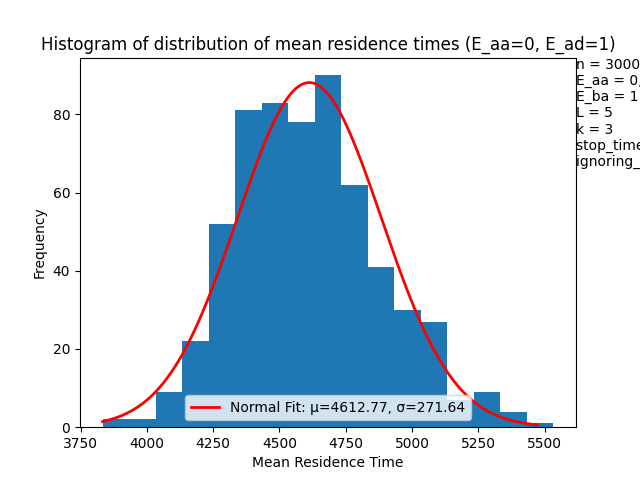 Histogram of distribution of mean residence times (E_aa=0, E_ad=1)
n = 3000
E_aa = 0,
E_ba = 1
L = 5
k = 3
stop_time
ignoring_
Frequency
80
60
40
20
0
Normal Fit: μ=4612.77, σ=271.64
3750 4000 4250 4500 4750 5000 5250 5500
Mean Residence Time